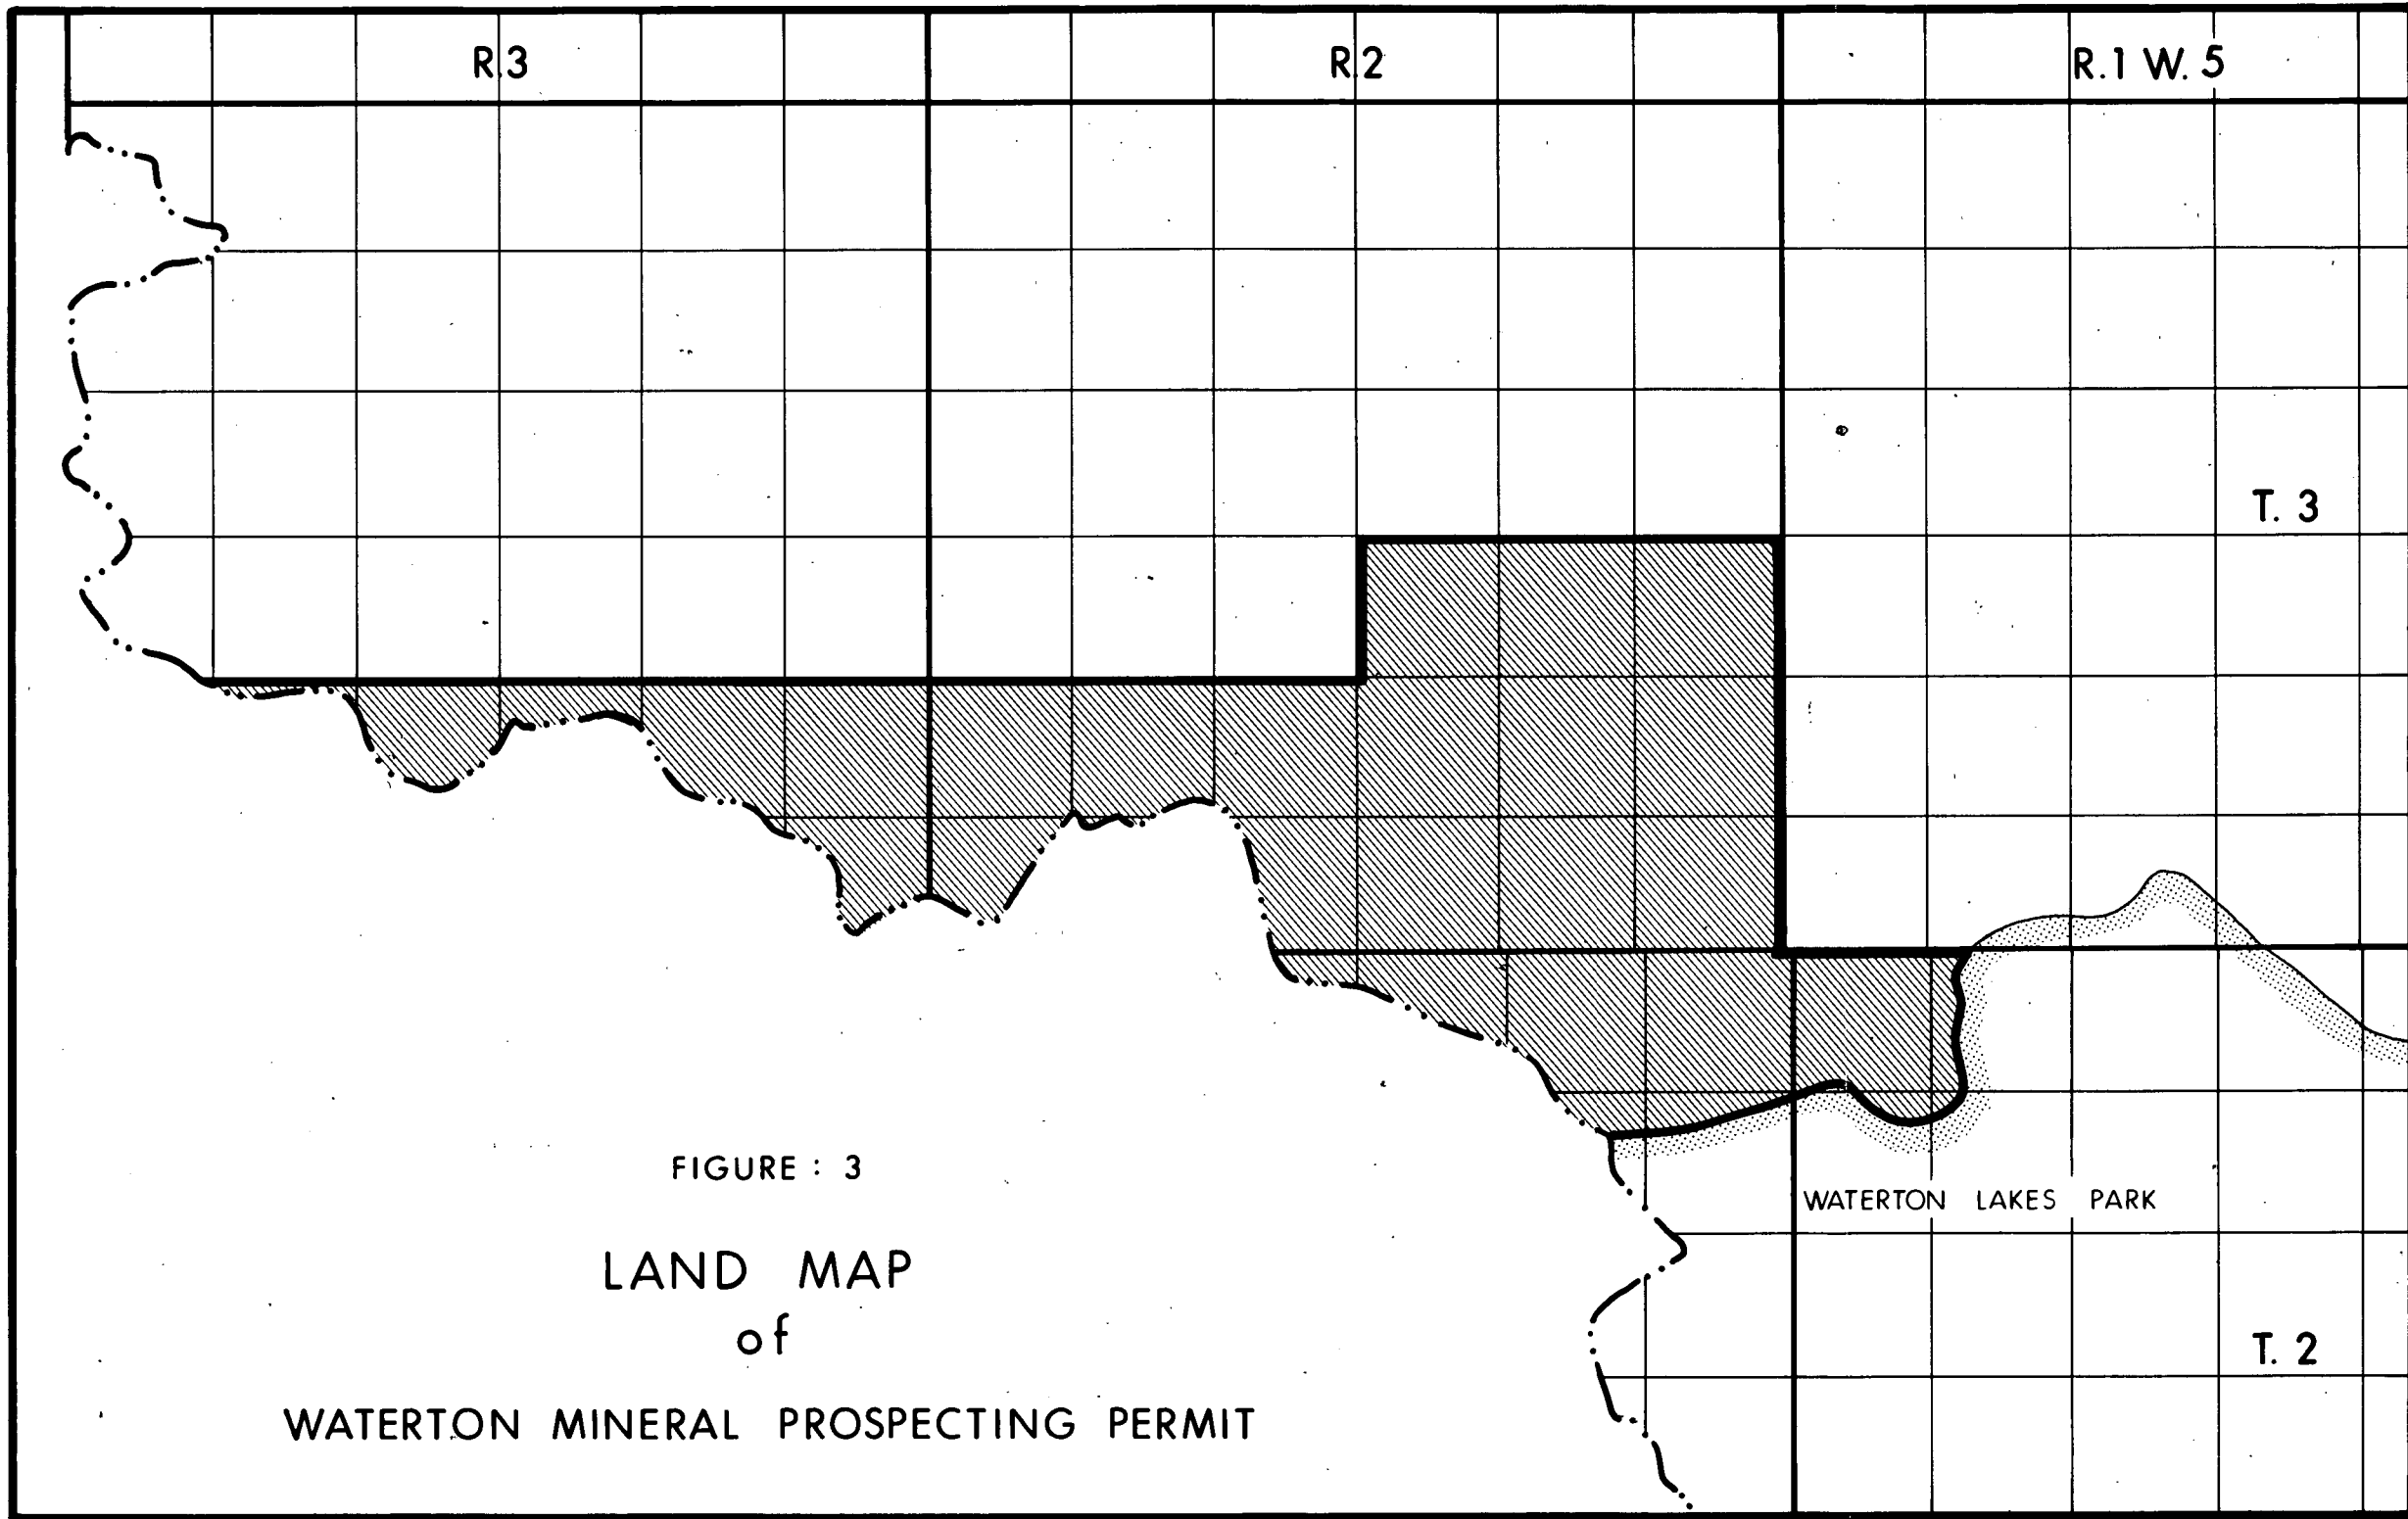 R.3 R.2 R.1 W. 5
T. 3
FIGURE : 3
WATERTON LAKES PARK
LAND MAP
of
T. 2
WATERTON MINERAL PROSPECTING PERMIT